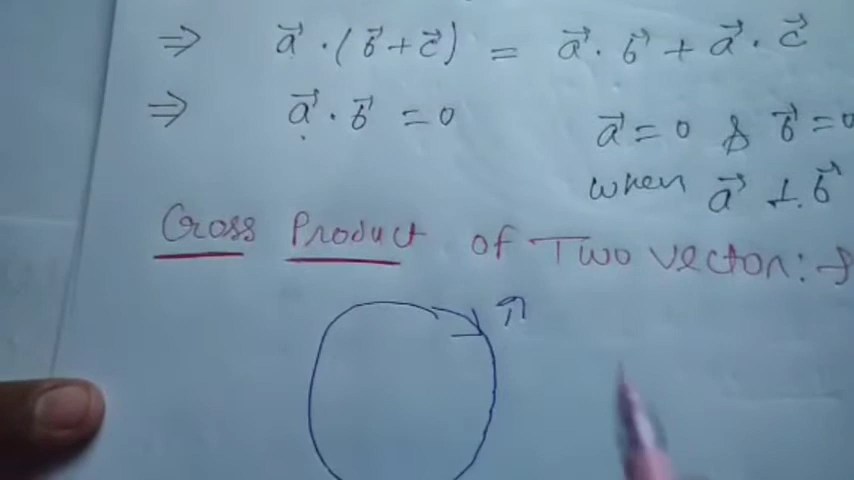 ⇒ a⃗ · (b⃗ + c⃗) = a⃗ · b⃗ + a⃗ · c⃗
⇒ a⃗ · b⃗ = 0
a⃗ = 0 & b⃗ = 0
when a⃗ ⊥ b⃗
Cross Product of Two vector :-